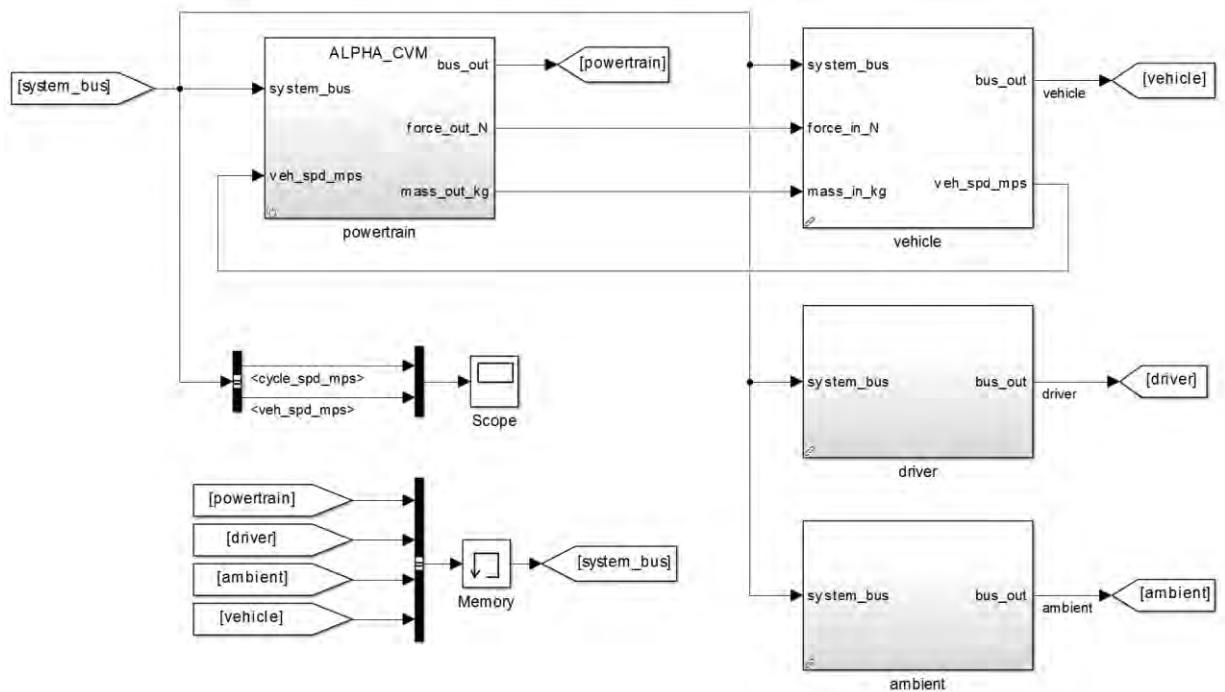 [system_bus]
ALPHA_CVM
bus_out
system_bus
force_out_N
veh_spd_mps
mass_out_kg
powertrain
[powertrain]
system_bus
bus_out
force_in_N
veh_spd_mps
mass_in_kg
vehicle
vehicle
[vehicle]
<cycle_spd_mps>
<veh_spd_mps>
Scope
system_bus
bus_out
driver
driver
[driver]
[powertrain]
[driver]
[ambient]
[vehicle]
Memory
[system_bus]
system_bus
bus_out
ambient
ambient
[ambient]